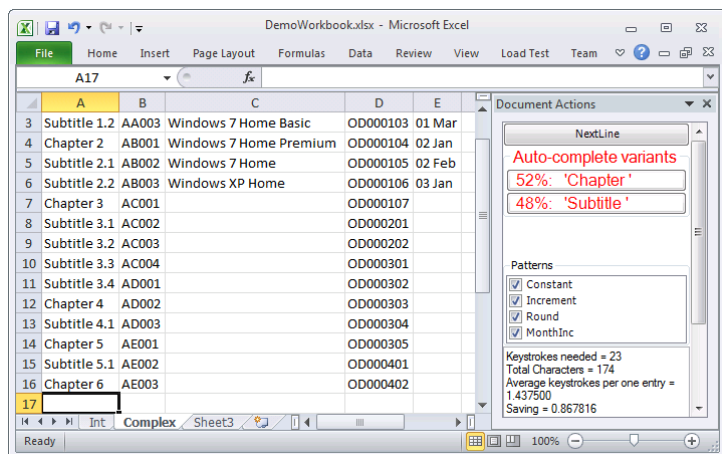 DemoWorkbook.xlsx - Microsoft Excel
File Home Insert Page Layout Formulas Data Review View Load Test Team
A17 fx
A B C D E
3 Subtitle 1.2 AA003 Windows 7 Home Basic OD000103 01 Mar
4 Chapter 2 AB001 Windows 7 Home Premium OD000104 02 Jan
5 Subtitle 2.1 AB002 Windows 7 Home OD000105 02 Feb
6 Subtitle 2.2 AB003 Windows XP Home OD000106 03 Jan
7 Chapter 3 AC001 OD000107
8 Subtitle 3.1 AC002 OD000201
9 Subtitle 3.2 AC003 OD000202
10 Subtitle 3.3 AC004 OD000301
11 Subtitle 3.4 AD001 OD000302
12 Chapter 4 AD002 OD000303
13 Subtitle 4.1 AD003 OD000304
14 Chapter 5 AE001 OD000305
15 Subtitle 5.1 AE002 OD000401
16 Chapter 6 AE003 OD000402
17
Int Complex Sheet3
Ready 100%
Document Actions
NextLine
Auto-complete variants
52%: 'Chapter '
48%: 'Subtitle '
Patterns
Constant
Increment
Round
MonthInc
Keystrokes needed = 23
Total Characters = 174
Average keystrokes per one entry =
1.437500
Saving = 0.867816